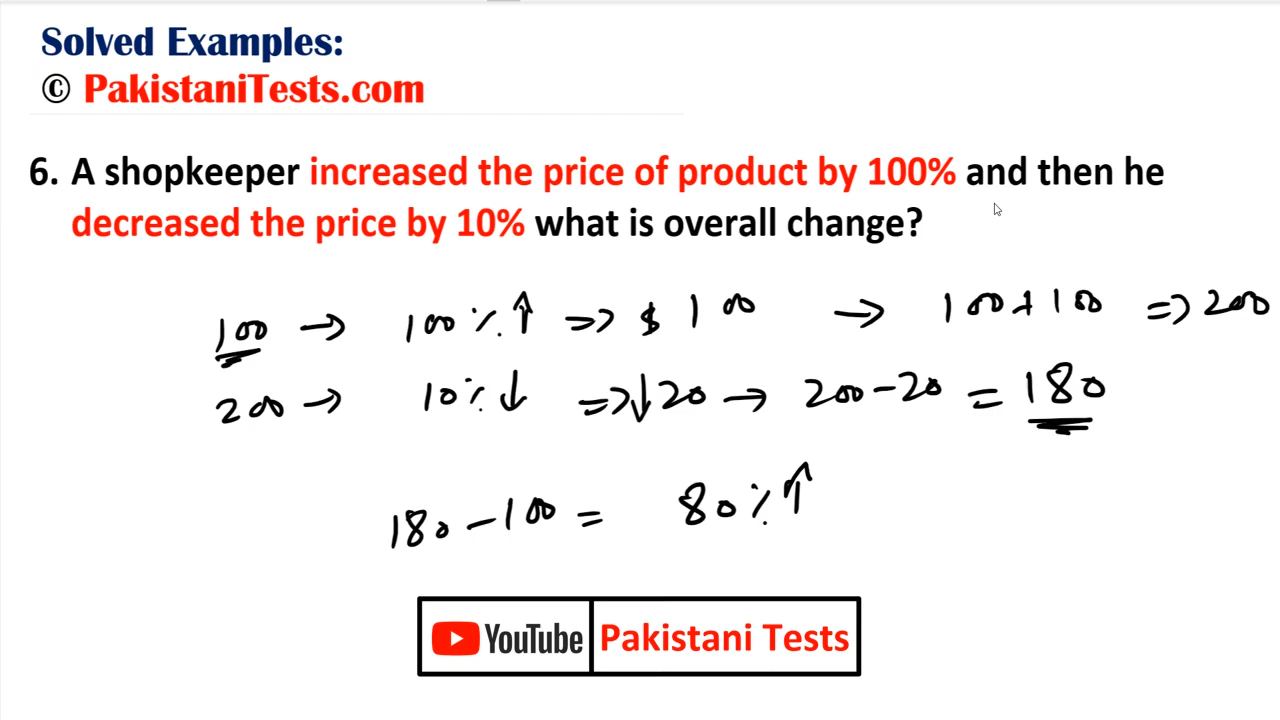 Solved Examples:
© PakistaniTests.com
6. A shopkeeper increased the price of product by 100% and then he
decreased the price by 10% what is overall change?
100 → 100% ↑ => $ 100 → 100 + 100 => 200
200 → 10% ↓ => ↓ 20 → 200 - 20 = 180
180 - 100 = 80% ↑
YouTube Pakistani Tests